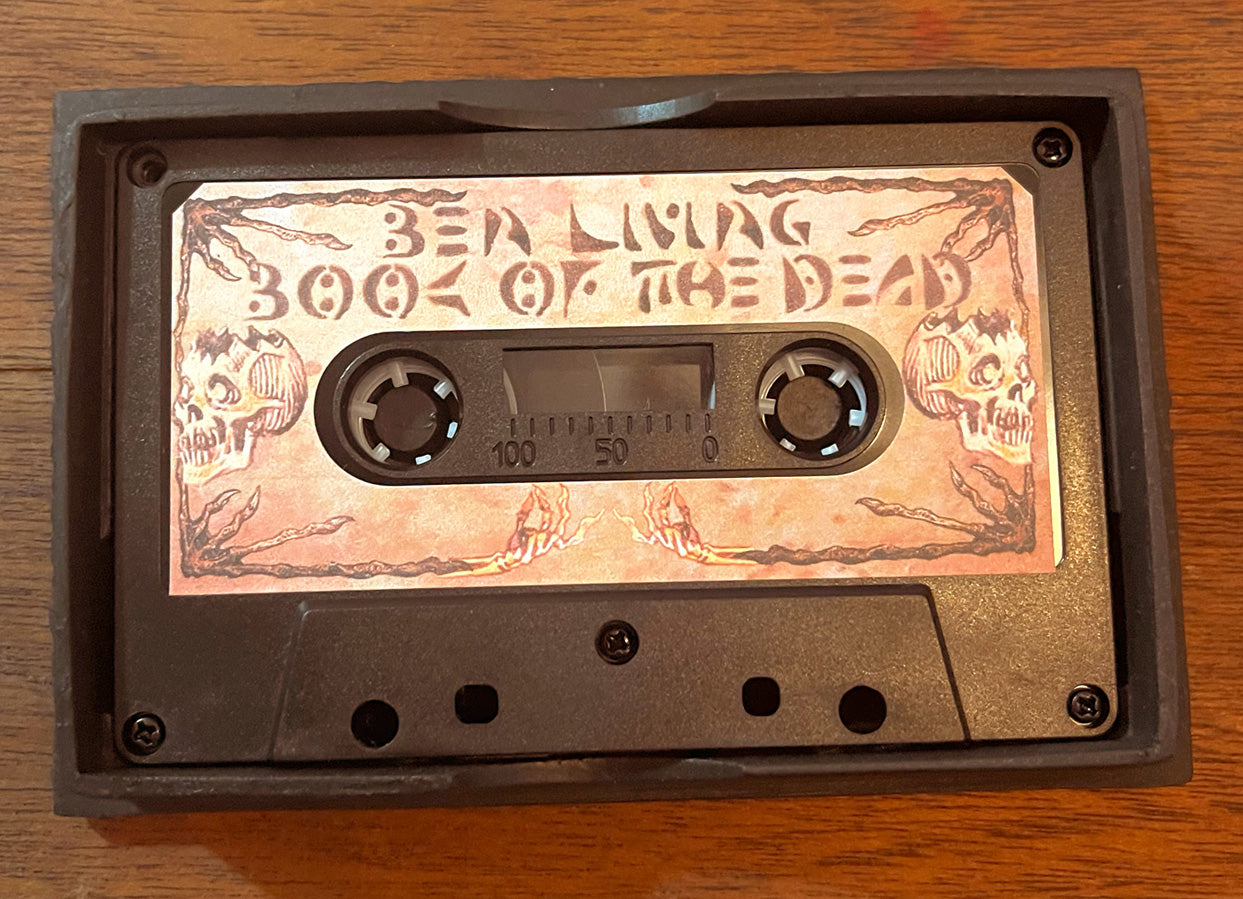 BEN LIVING
BOOK OF THE DEAD
100 50 0